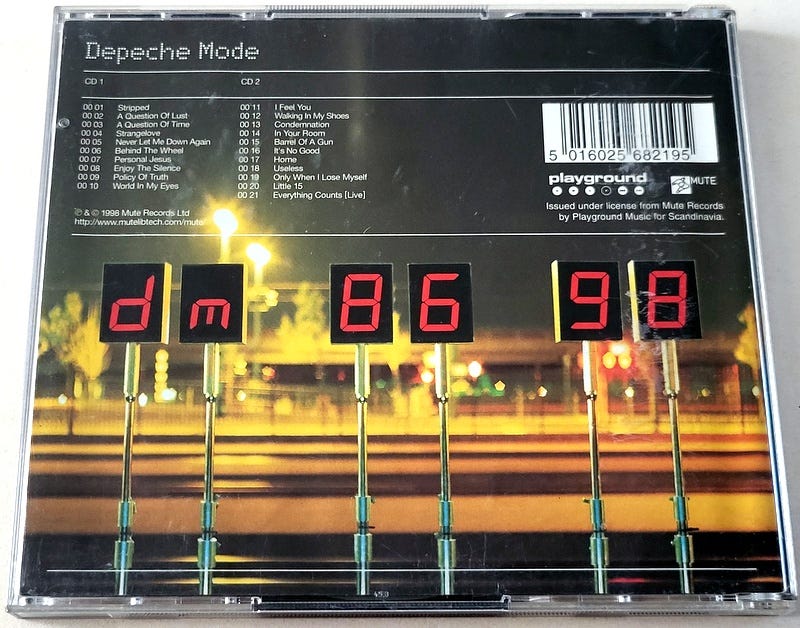 Depeche Mode
CD 1
00 01 Stripped
00 02 A Question Of Lust
00 03 A Question Of Time
00 04 Strangelove
00 05 Never Let Me Down Again
00 06 Behind The Wheel
00 07 Personal Jesus
00 08 Enjoy The Silence
00 09 Policy Of Truth
00 10 World In My Eyes
CD 2
00 11 I Feel You
00 12 Walking In My Shoes
00 13 Condemnation
00 14 In Your Room
00 15 Barrel Of A Gun
00 16 It's No Good
00 17 Home
00 18 Useless
00 19 Only When I Lose Myself
00 20 Little 15
00 21 Everything Counts [Live]
℗ & © 1998 Mute Records Ltd
http://www.mutelibtech.com/mute/
5 016025 682195
playground
MUTE
Issued under license from Mute Records
by Playground Music for Scandinavia.
dm 86 98